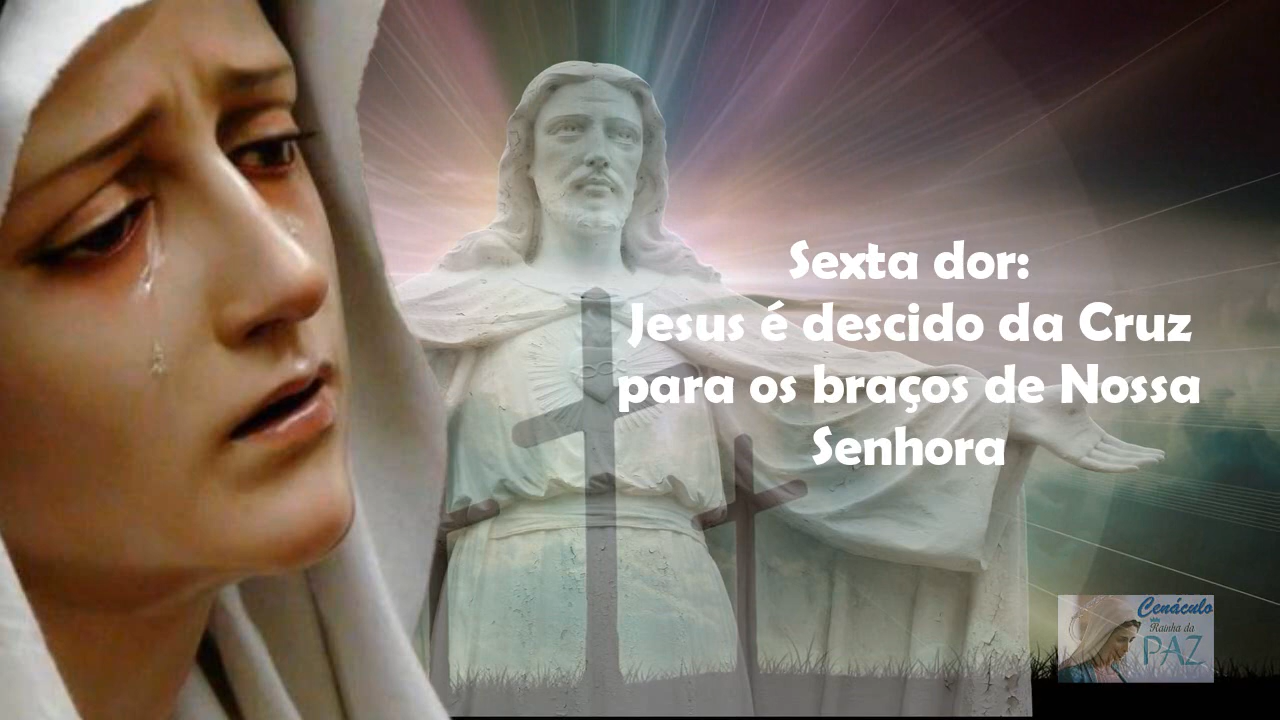 Sexta dor:
Jesus é descido da Cruz
para os braços de Nossa
Senhora
Cenáculo
Rainha da
PAZ